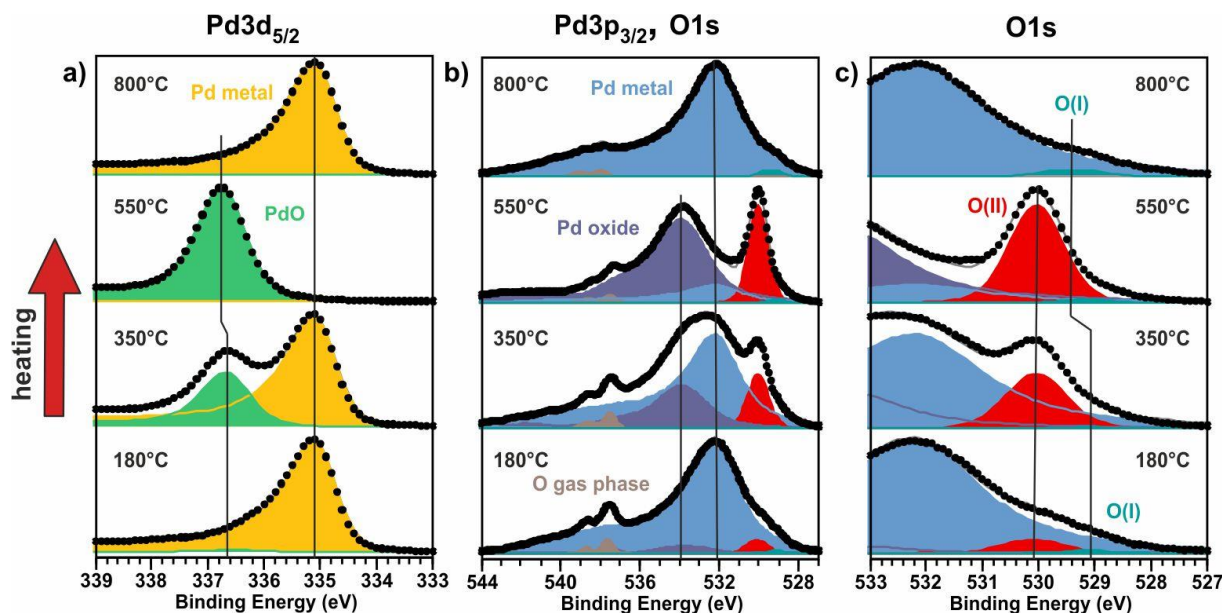 Pd3d5/2
Pd3p3/2, O1s
O1s
a)
800°C
Pd metal
550°C
PdO
350°C
180°C
339 338 337 336 335 334 333
Binding Energy (eV)
heating
b)
800°C
Pd metal
550°C
Pd oxide
350°C
180°C
O gas phase
544 540 536 532 528
Binding Energy (eV)
c)
800°C
O(I)
O(II)
550°C
350°C
180°C
O(I)
533 532 531 530 529 528 527
Binding Energy (eV)